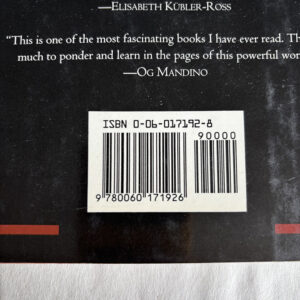 —Elisabeth Kübler-Ross
“This is one of the most fascinating books I have ever read. Th
much to ponder and learn in the pages of this powerful wor
—Og Mandino
ISBN 0-06-017192-8
90000
9 780060 171926